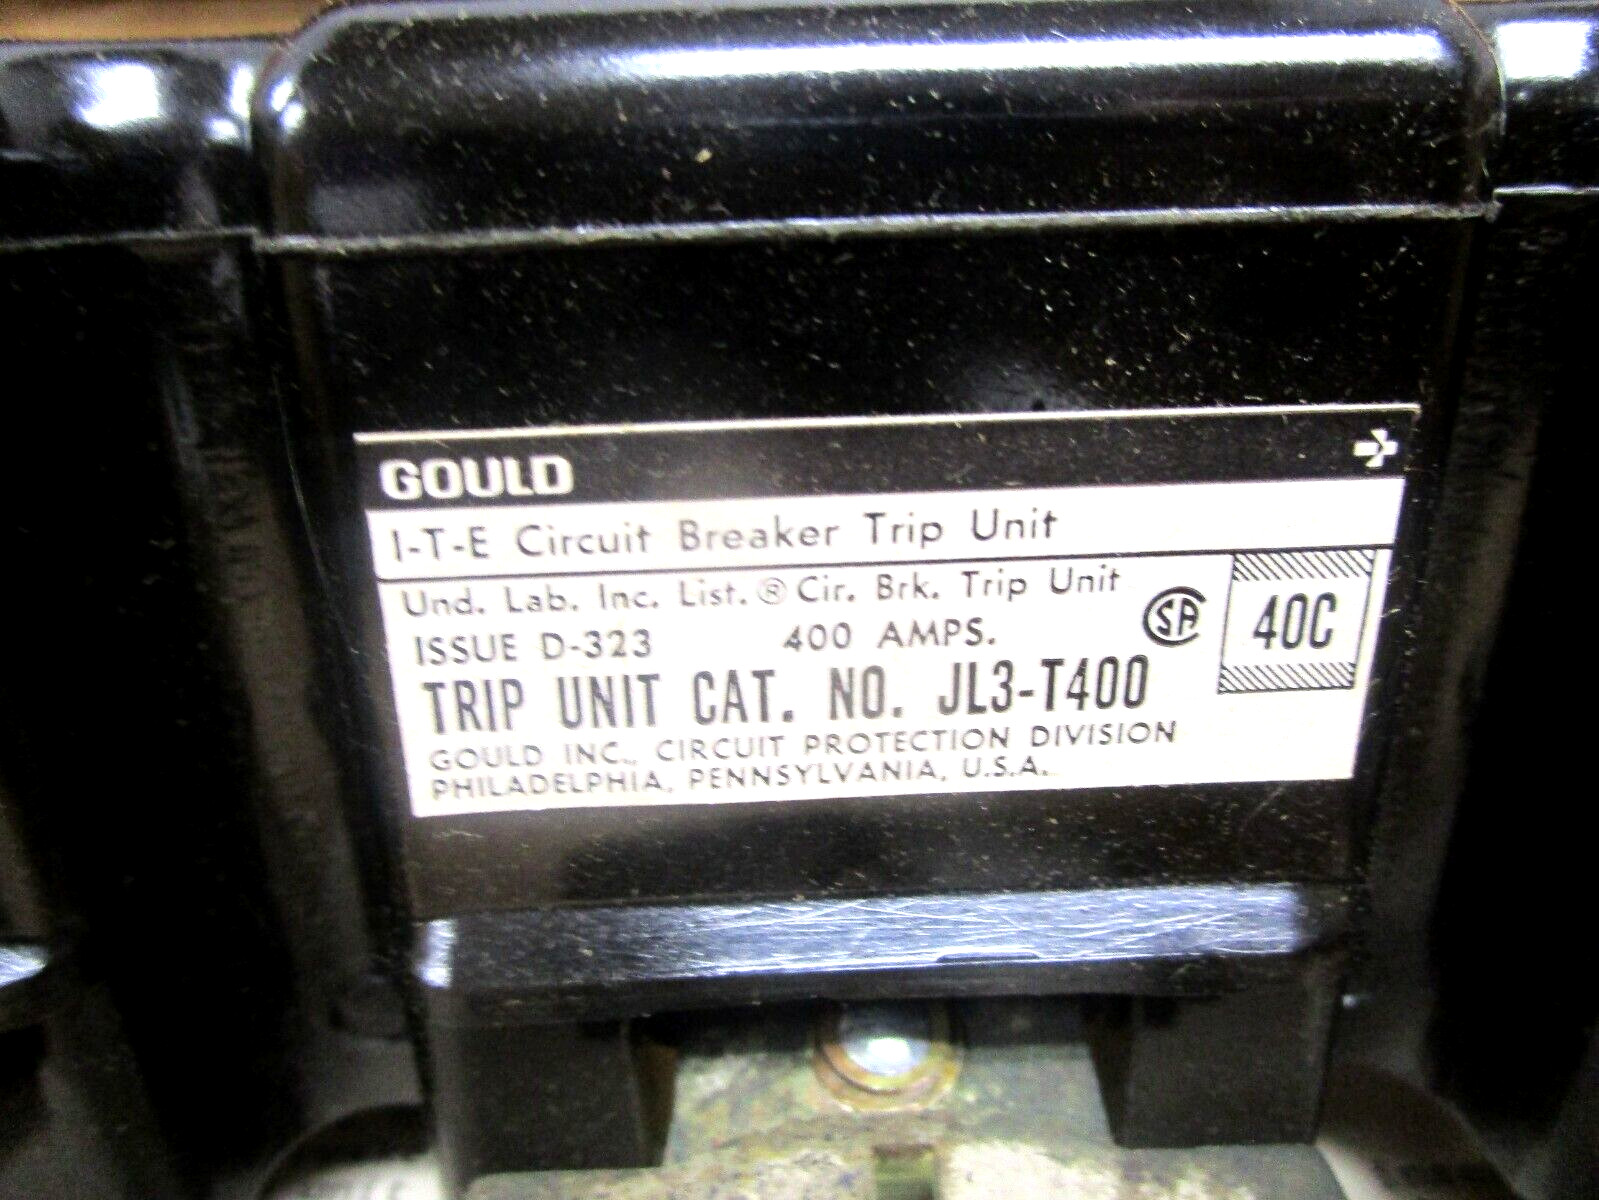 GOULD
I-T-E Circuit Breaker Trip Unit
Und. Lab. Inc. List. ® Cir. Brk. Trip Unit
ISSUE D-323 400 AMPS.
SA
40C
TRIP UNIT CAT. NO. JL3-T400
GOULD INC., CIRCUIT PROTECTION DIVISION
PHILADELPHIA, PENNSYLVANIA, U.S.A.